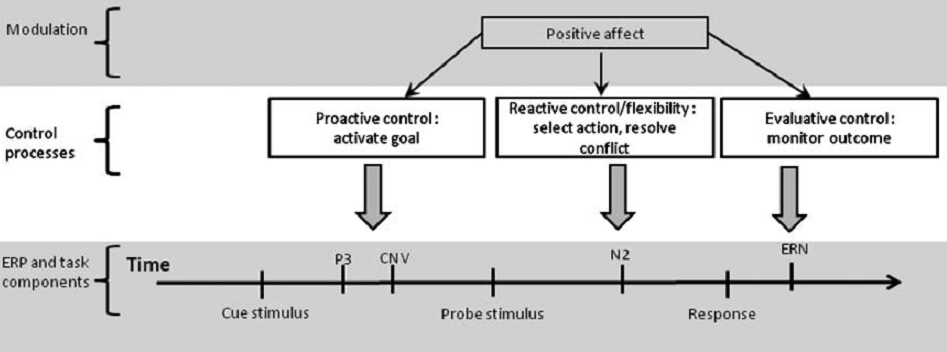 Modulation
Positive affect
Control
processes
Proactive control :
activate goal
Reactive control/flexibility :
select action, resolve
conflict
Evaluative control :
monitor outcome
ERP and task
components
Time
P3
CNV
N2
ERN
Cue stimulus
Probe stimulus
Response